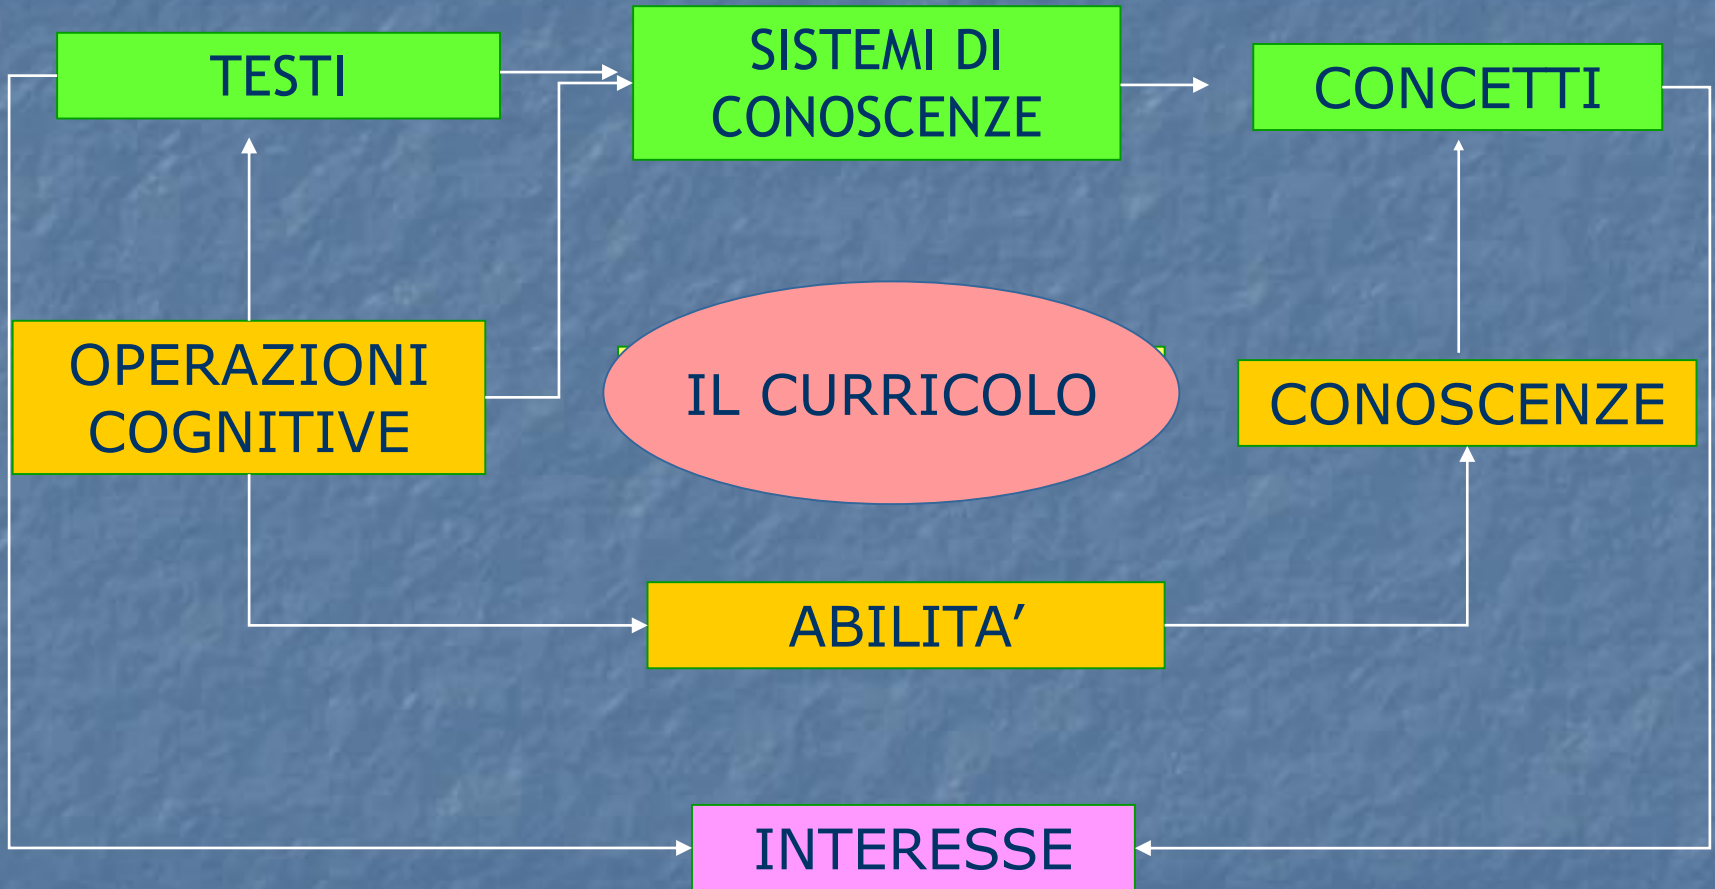 TESTI
SISTEMI DI
CONOSCENZE
CONCETTI
OPERAZIONI
COGNITIVE
IL CURRICOLO
CONOSCENZE
ABILITA’
INTERESSE